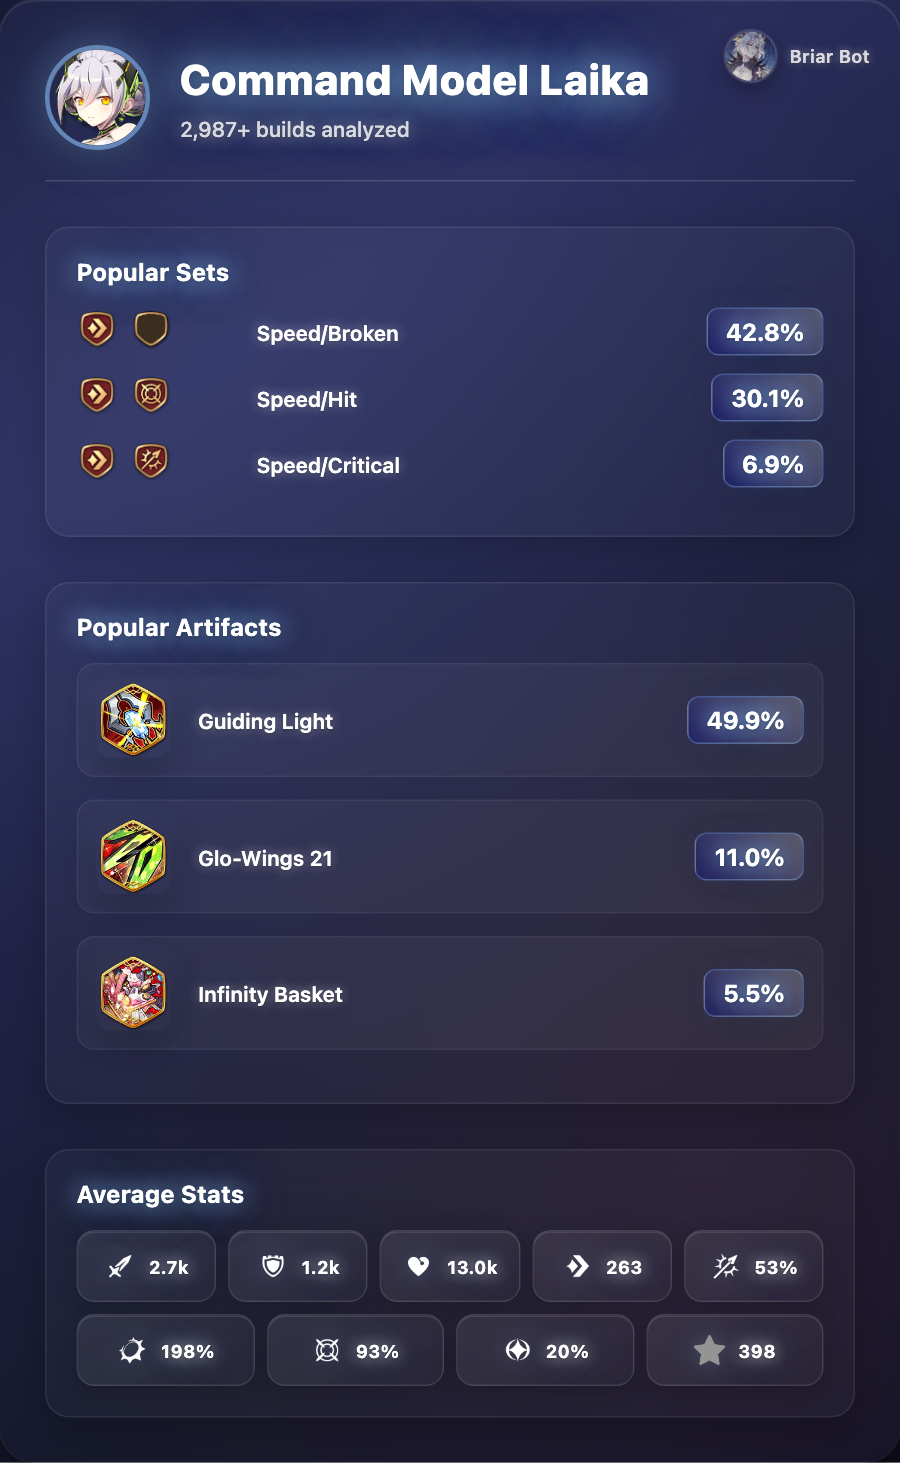 Command Model Laika
2,987+ builds analyzed
Briar Bot
Popular Sets
Speed/Broken
42.8%
Speed/Hit
30.1%
Speed/Critical
6.9%
Popular Artifacts
Guiding Light
49.9%
Glo-Wings 21
11.0%
Infinity Basket
5.5%
Average Stats
2.7k
1.2k
13.0k
263
53%
198%
93%
20%
398